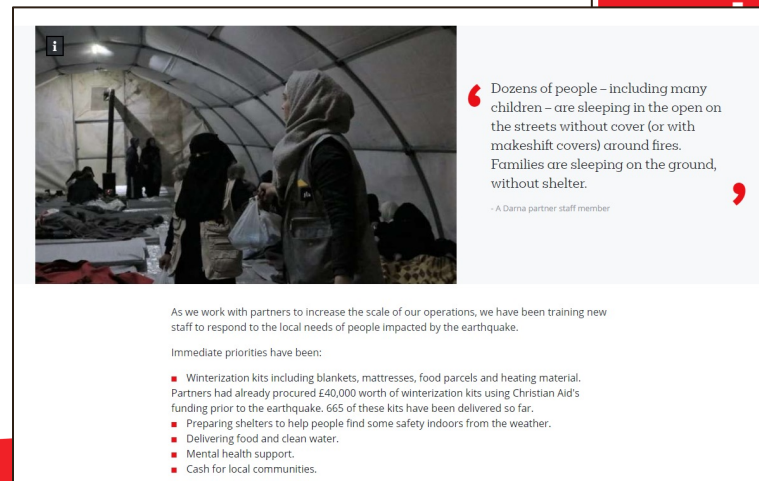 i
Dozens of people – including many
children – are sleeping in the open on
the streets without cover (or with
makeshift covers) around fires.
Families are sleeping on the ground,
without shelter.
- A Darna partner staff member
As we work with partners to increase the scale of our operations, we have been training new
staff to respond to the local needs of people impacted by the earthquake.
Immediate priorities have been:
Winterization kits including blankets, mattresses, food parcels and heating material.
Partners had already procured £40,000 worth of winterization kits using Christian Aid's
funding prior to the earthquake. 665 of these kits have been delivered so far.
Preparing shelters to help people find some safety indoors from the weather.
Delivering food and clean water.
Mental health support.
Cash for local communities.